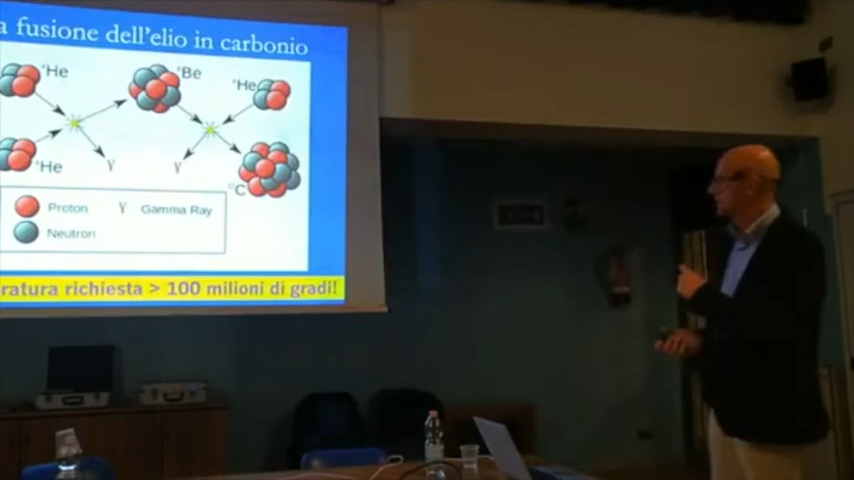 a fusione dell'elio in carbonio
⁴He
⁸Be
⁴He
⁴He
γ
γ
¹²C
Proton γ Gamma Ray
Neutron
ratura richiesta > 100 milioni di gradi!